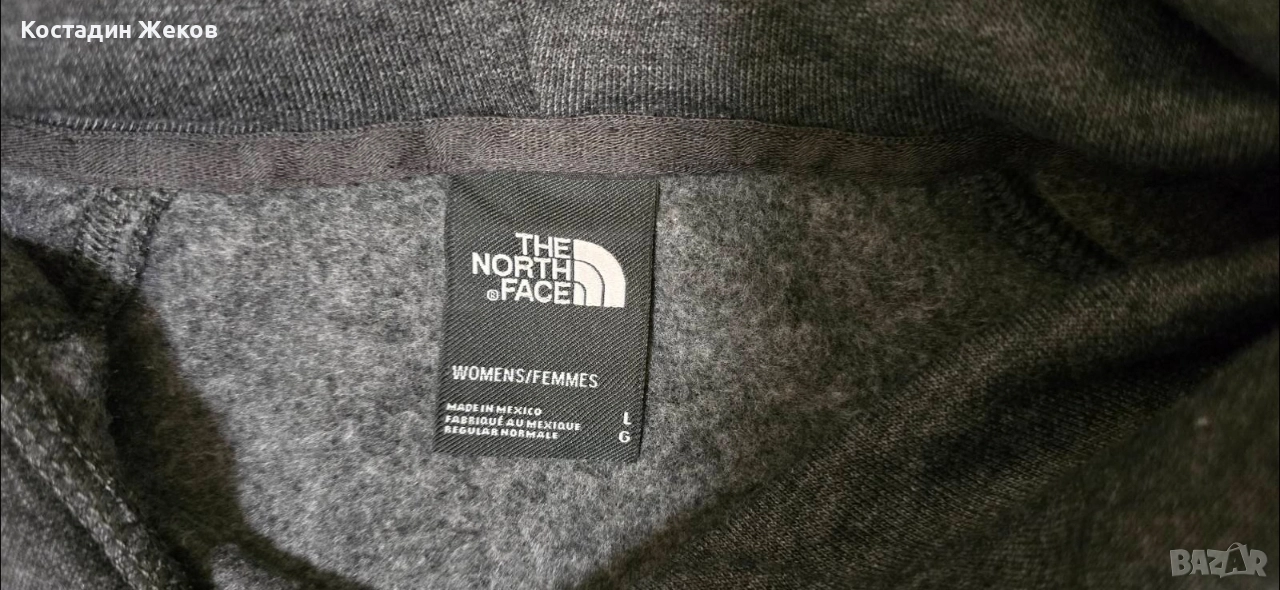 Костадин Жеков
THE
NORTH
® FACE
WOMENS/FEMMES
MADE IN MEXICO
FABRIQUÉ AU MEXIQUE
REGULAR NORMALE
L
G
BAZAR